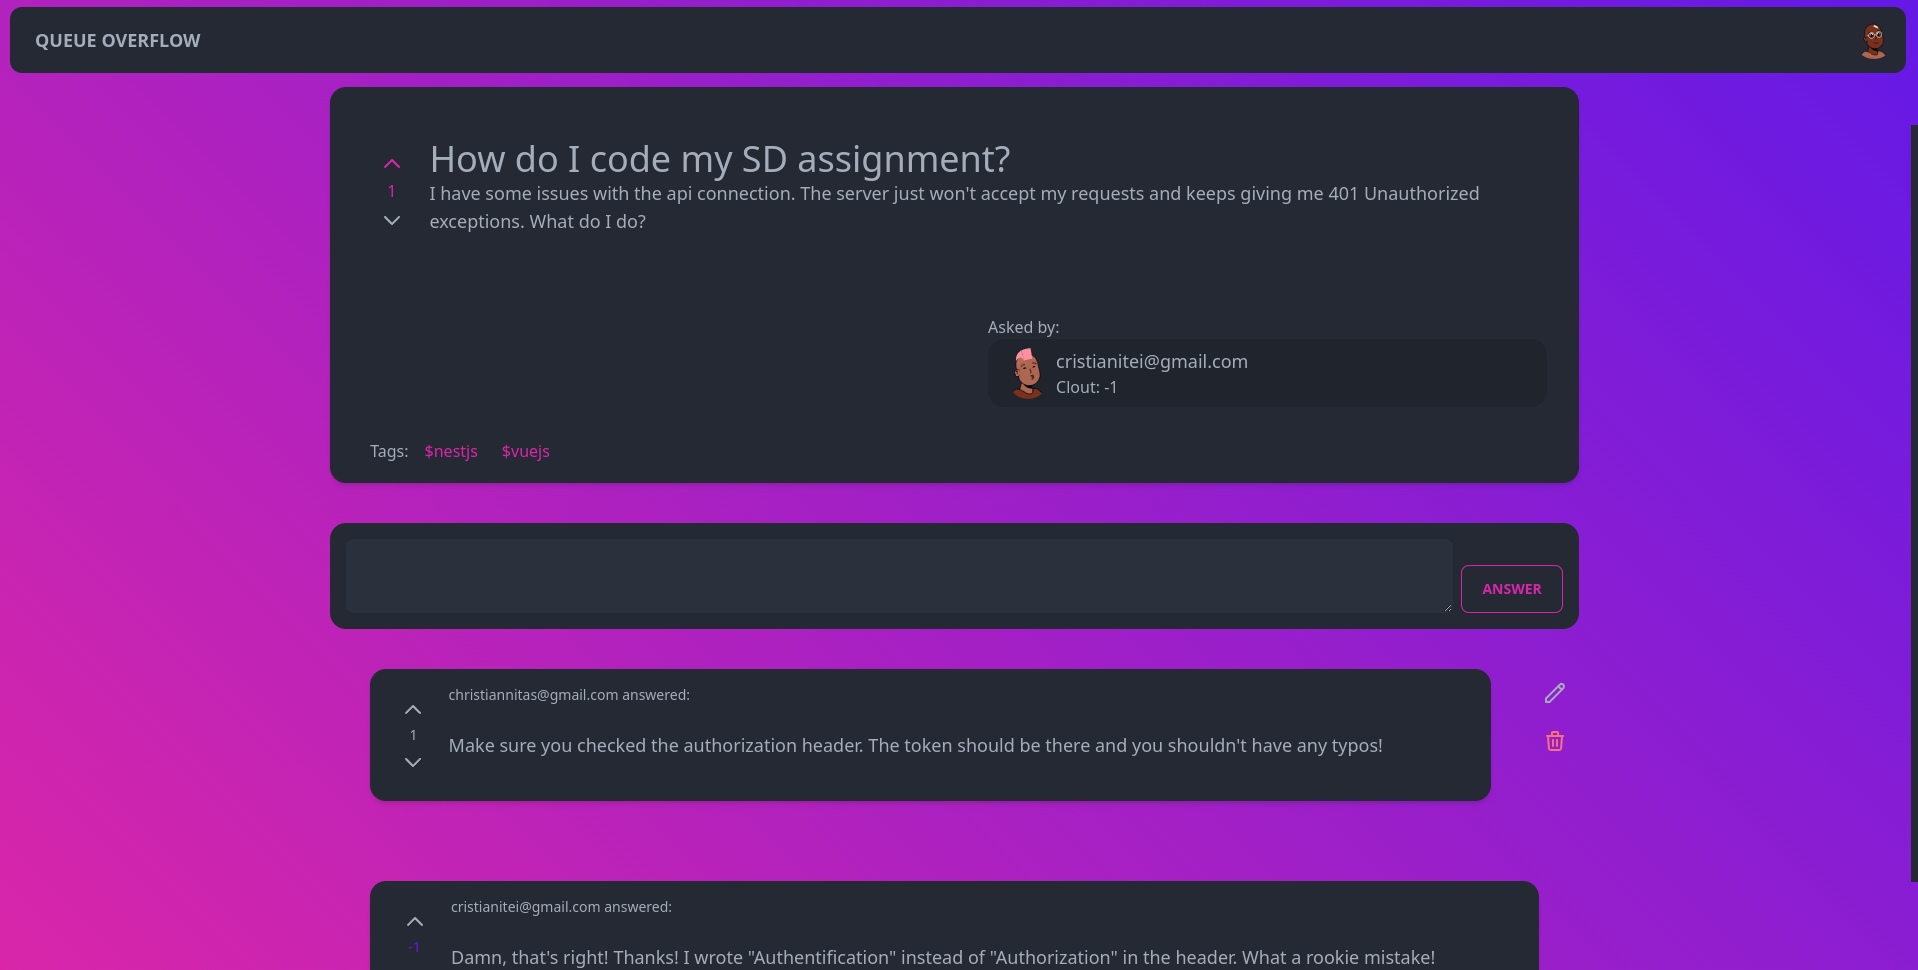 QUEUE OVERFLOW
How do I code my SD assignment?
1
I have some issues with the api connection. The server just won't accept my requests and keeps giving me 401 Unauthorized
exceptions. What do I do?
Asked by:
cristianitei@gmail.com
Clout: -1
Tags: $nestjs $vuejs
ANSWER
christiannitas@gmail.com answered:
1
Make sure you checked the authorization header. The token should be there and you shouldn't have any typos!
cristianitei@gmail.com answered:
-1
Damn, that's right! Thanks! I wrote "Authentification" instead of "Authorization" in the header. What a rookie mistake!